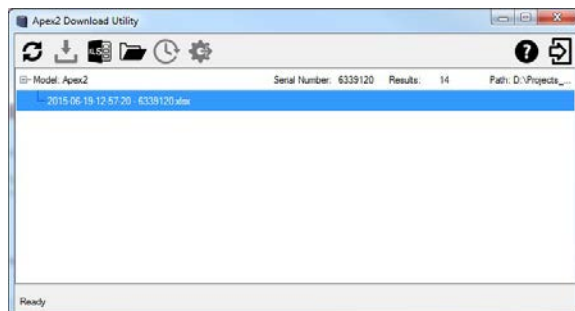 Apex2 Download Utility
XLS
Model: Apex2 Serial Number: 6339120 Results: 14 Path: D:\Projects_...
2015-06-19-12-57-20 - 6339120.xlsx
Ready